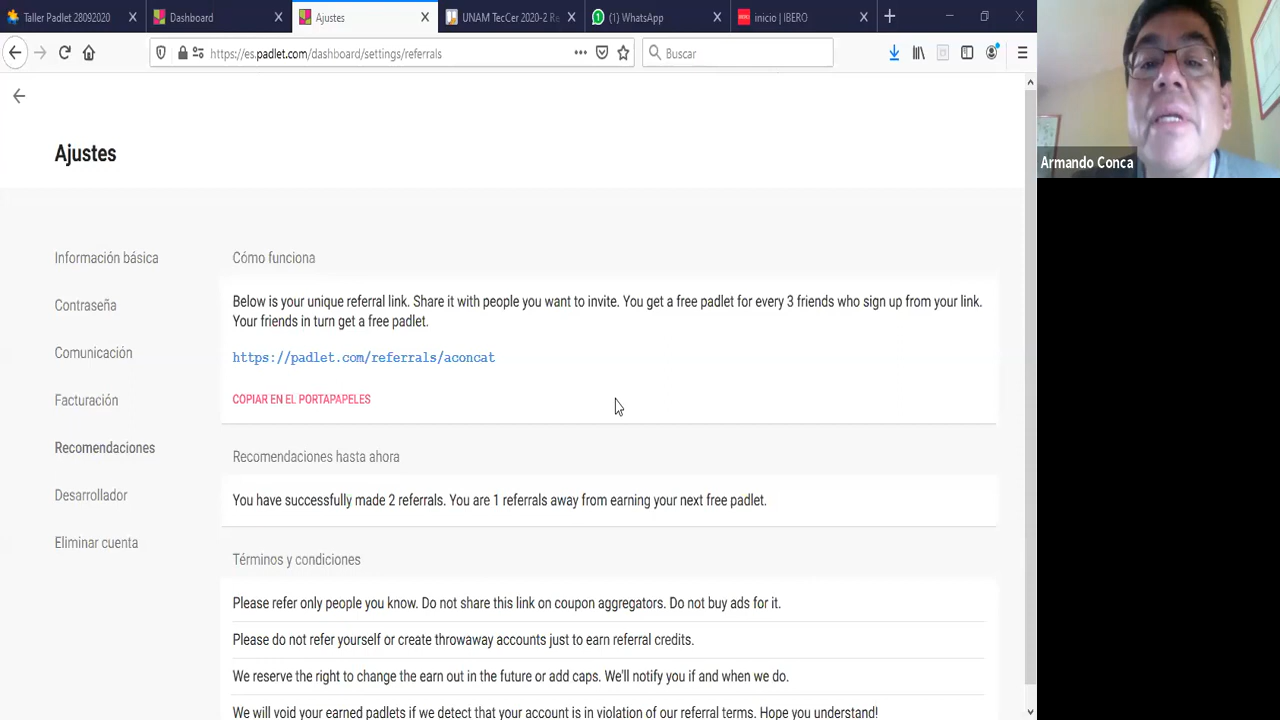 Taller Padlet 28092020
Dashboard
Ajustes
UNAM TecCer 2020-2 Re
(1) WhatsApp
inicio | IBERO
https://es.padlet.com/dashboard/settings/referrals
Buscar
Armando Conca
Ajustes
Información básica
Contraseña
Comunicación
Facturación
Recomendaciones
Desarrollador
Eliminar cuenta
Cómo funciona
Below is your unique referral link. Share it with people you want to invite. You get a free padlet for every 3 friends who sign up from your link.
Your friends in turn get a free padlet.
https://padlet.com/referrals/aconcat
COPIAR EN EL PORTAPAPELES
Recomendaciones hasta ahora
You have successfully made 2 referrals. You are 1 referrals away from earning your next free padlet.
Términos y condiciones
Please refer only people you know. Do not share this link on coupon aggregators. Do not buy ads for it.
Please do not refer yourself or create throwaway accounts just to earn referral credits.
We reserve the right to change the earn out in the future or add caps. We'll notify you if and when we do.
We will void your earned padlets if we detect that your account is in violation of our referral terms. Hope you understand!